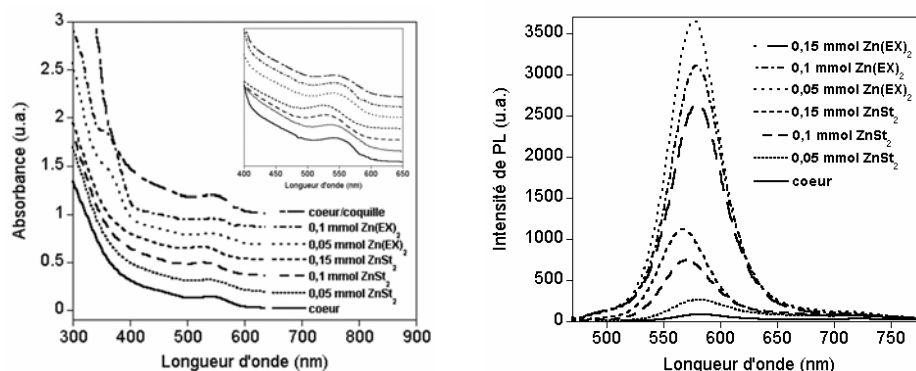 3
2.5
2
1.5
1
0.5
0
300 400 500 600 700 800 900
Absorbance (u.a.)
Longueur d'onde (nm)
400 450 500 550 600 650
Longueur d'onde (nm)
coeur/coquille
0,1 mmol Zn(EX)₂
0,05 mmol Zn(EX)₂
0,15 mmol ZnSt₂
0,1 mmol ZnSt₂
0,05 mmol ZnSt₂
coeur
3500
3000
2500
2000
1500
1000
500
0
500 550 600 650 700 750
Intensité de PL (u.a.)
Longueur d'onde (nm)
0,15 mmol Zn(EX)₂
0,1 mmol Zn(EX)₂
0,05 mmol Zn(EX)₂
0,15 mmol ZnSt₂
0,1 mmol ZnSt₂
0,05 mmol ZnSt₂
coeur